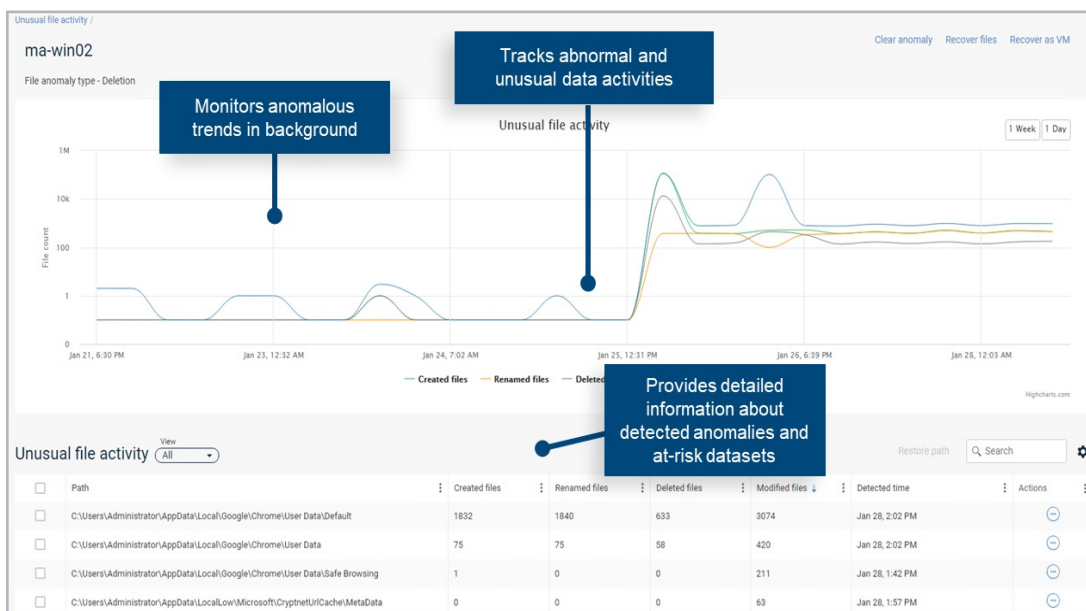 Unusual file activity /
ma-win02
Clear anomaly Recover files Recover as VM
File anomaly type - Deletion
Tracks abnormal and
unusual data activities
Monitors anomalous
trends in background
Unusual file activity
1 Week 1 Day
1M
10k
100
1
0
File count
Jan 21, 6:30 PM Jan 23, 12:32 AM Jan 24, 7:02 AM Jan 25, 12:31 PM Jan 26, 6:39 PM Jan 28, 12:03 AM
Created files Renamed files Deleted
Highcharts.com
Provides detailed
information about
detected anomalies and
at-risk datasets
Unusual file activity
View
All
Restore path Search
Path Created files Renamed files Deleted files Modified files Detected time Actions
C:\Users\Administrator\AppData\Local\Google\Chrome\User Data\Default 1832 1840 633 3074 Jan 28, 2:02 PM
C:\Users\Administrator\AppData\Local\Google\Chrome\User Data 75 75 58 420 Jan 28, 2:02 PM
C:\Users\Administrator\AppData\Local\Google\Chrome\User Data\Safe Browsing 1 0 0 211 Jan 28, 1:42 PM
C:\Users\Administrator\AppData\LocalLow\Microsoft\CryptnetUrlCache\MetaData 0 0 0 63 Jan 28, 1:57 PM